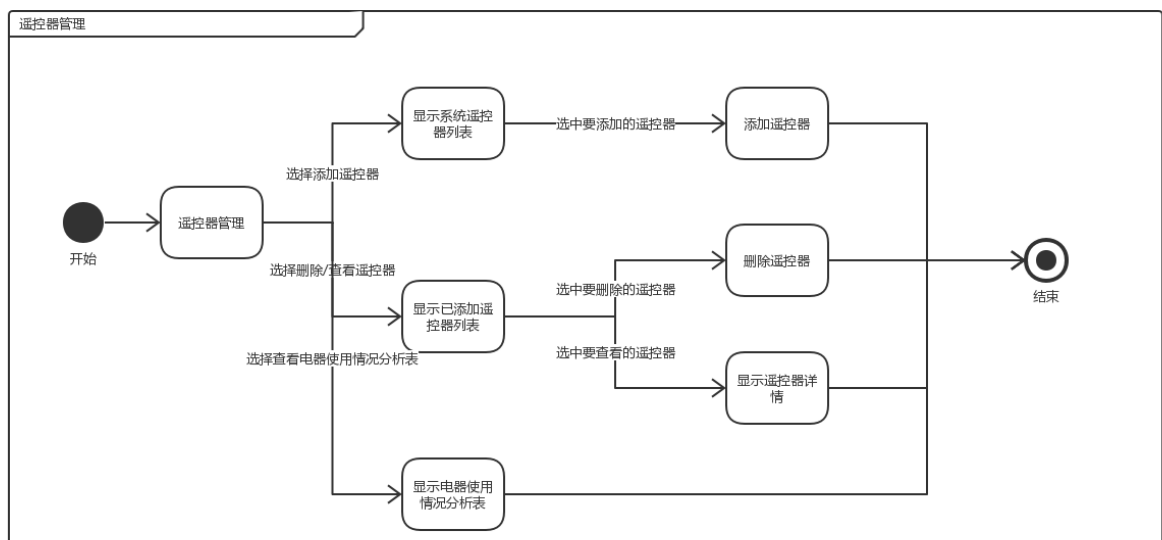 遥控器管理
显示系统遥控
器列表
选中要添加的遥控器
添加遥控器
选择添加遥控器
遥控器管理
开始
选择删除/查看遥控器
显示已添加遥
控器列表
选中要删除的遥控器
删除遥控器
结束
选择查看电器使用情况分析表
选中要查看的遥控器
显示遥控器详
情
显示电器使用
情况分析表